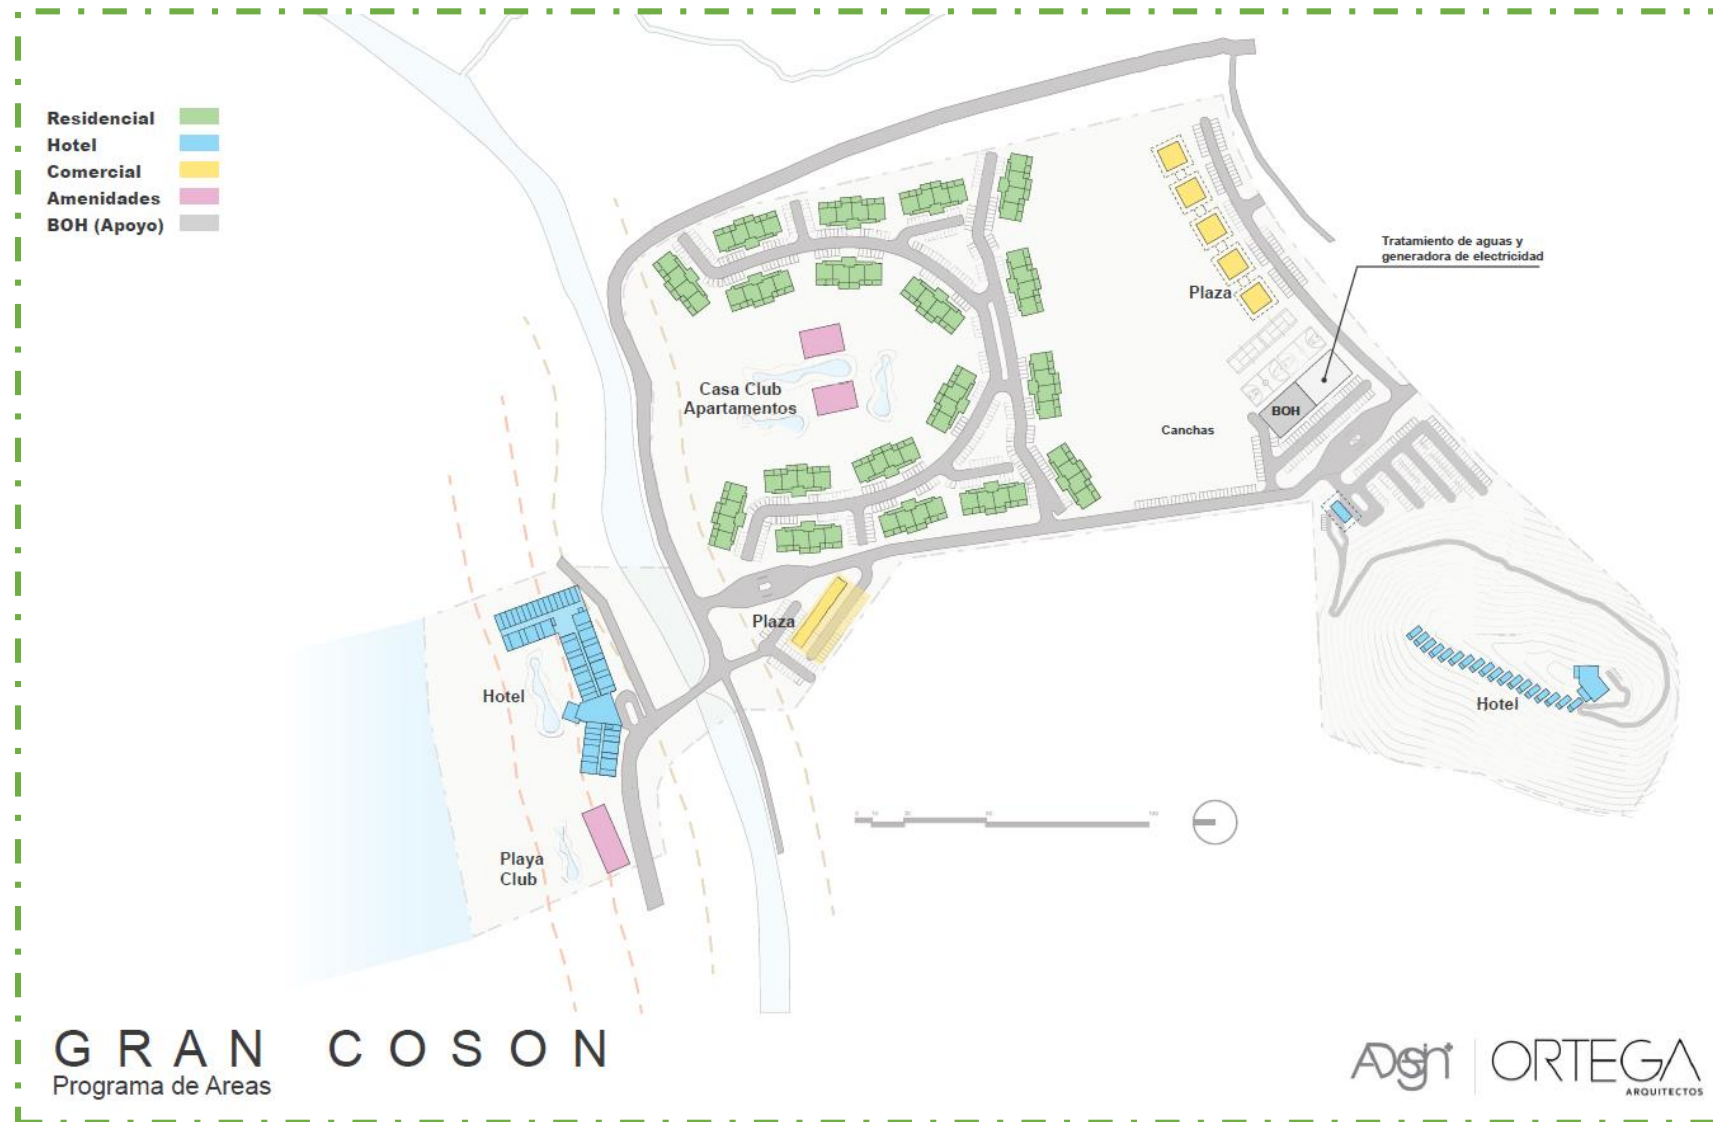 Residencial
Hotel
Comercial
Amenidades
BOH (Apoyo)
Tratamiento de aguas y
generadora de electricidad
Plaza
Casa Club
Apartamentos
BOH
Canchas
Plaza
Hotel
Hotel
Playa
Club
GRAN COSON
Programa de Areas
ADesign+
ORTEGA
ARQUITECTOS